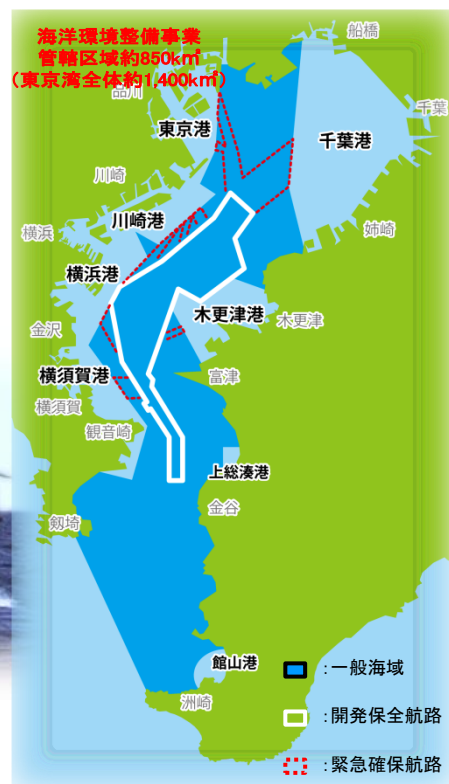 海洋環境整備事業
管轄区域約850k㎡
（東京湾全体約1,400k㎡）
船橋
品川
東京港
千葉港
千葉
川崎
川崎港
横浜
姉崎
横浜港
木更津港
木更津
金沢
横須賀港
富津
横須賀
観音崎
上総湊港
金谷
剱埼
館山港
洲崎
：一般海域
：開発保全航路
：緊急確保航路